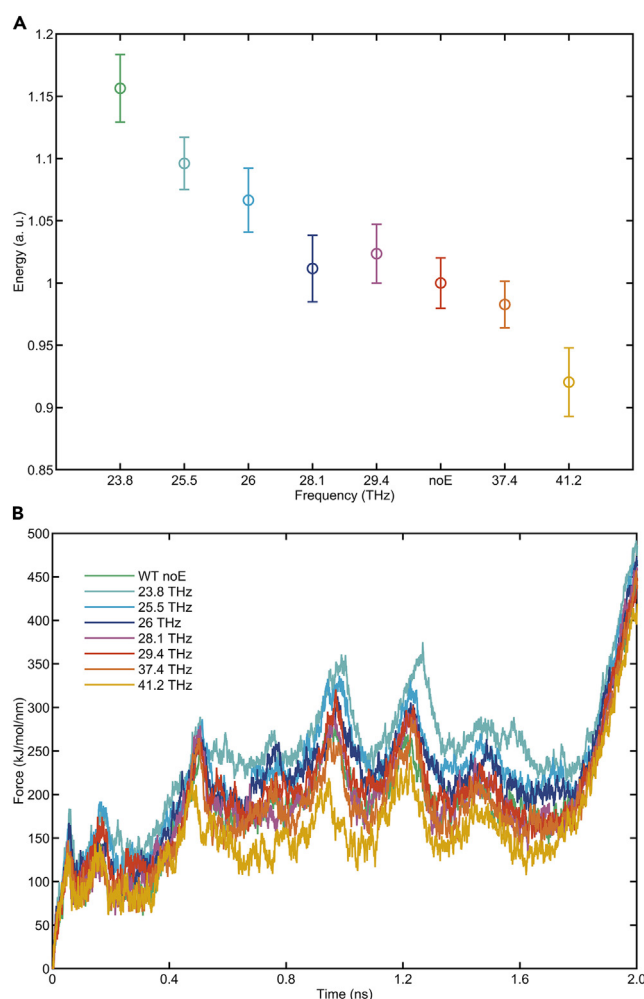 A
1.2
1.15
1.1
1.05
1
0.95
0.9
0.85
Energy (a. u.)
23.8 25.5 26 28.1 29.4 noE 37.4 41.2
Frequency (THz)
B
500
450
400
350
300
250
200
150
100
50
0
Force (kJ/mol/nm)
WT noE
23.8 THz
25.5 THz
26 THz
28.1 THz
29.4 THz
37.4 THz
41.2 THz
0 0.4 0.8 1.2 1.6 2.0
Time (ns)